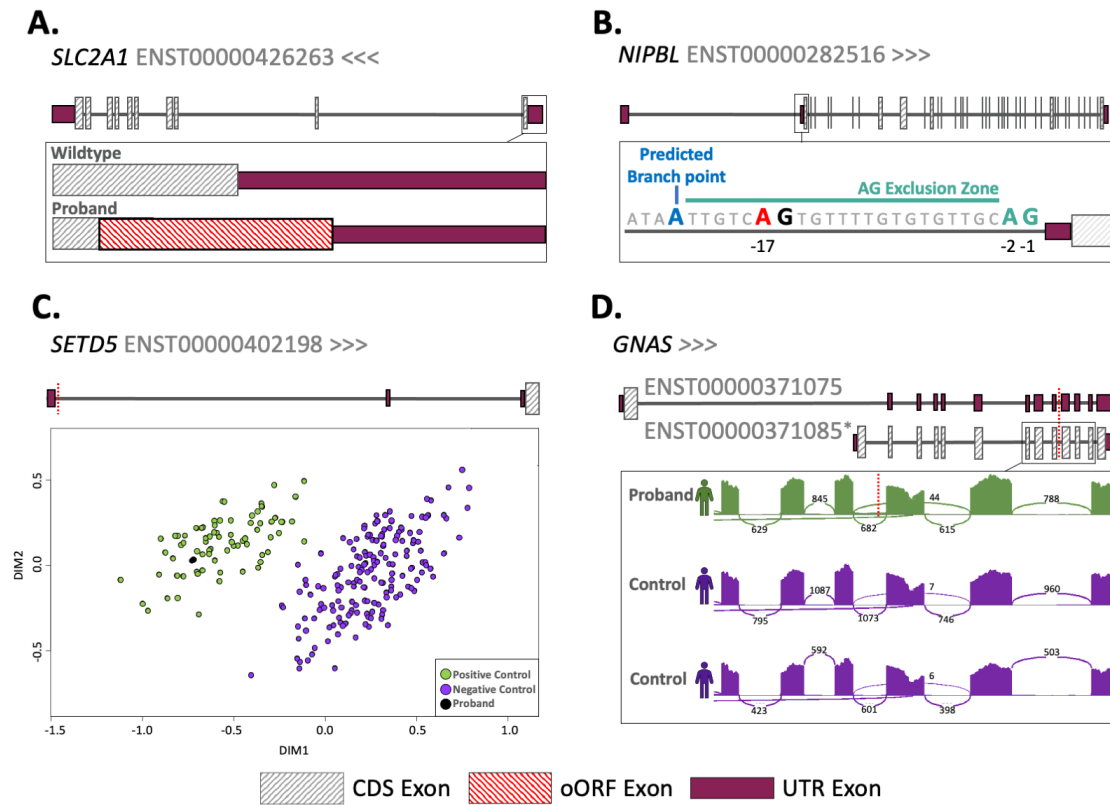 A.
SLC2A1 ENST00000426263 <<<
Wildtype
Proband
B.
NIPBL ENST00000282516 >>>
Predicted
Branch point
AG Exclusion Zone
ATAATTGTCAGTGTTTTGTGTGTTGCAG
-17 -2 -1
C.
SETD5 ENST00000402198 >>>
DIM2
0.5
0.0
-0.5
-1.5 -1.0 -0.5 0.0 0.5 1.0
DIM1
Positive Control
Negative Control
Proband
D.
GNAS >>>
ENST00000371075
ENST00000371085*
Proband
845 44 788
629 682 615
Control
1087 7 960
795 1073 746
Control
592 6 503
423 601 398
CDS Exon oORF Exon UTR Exon